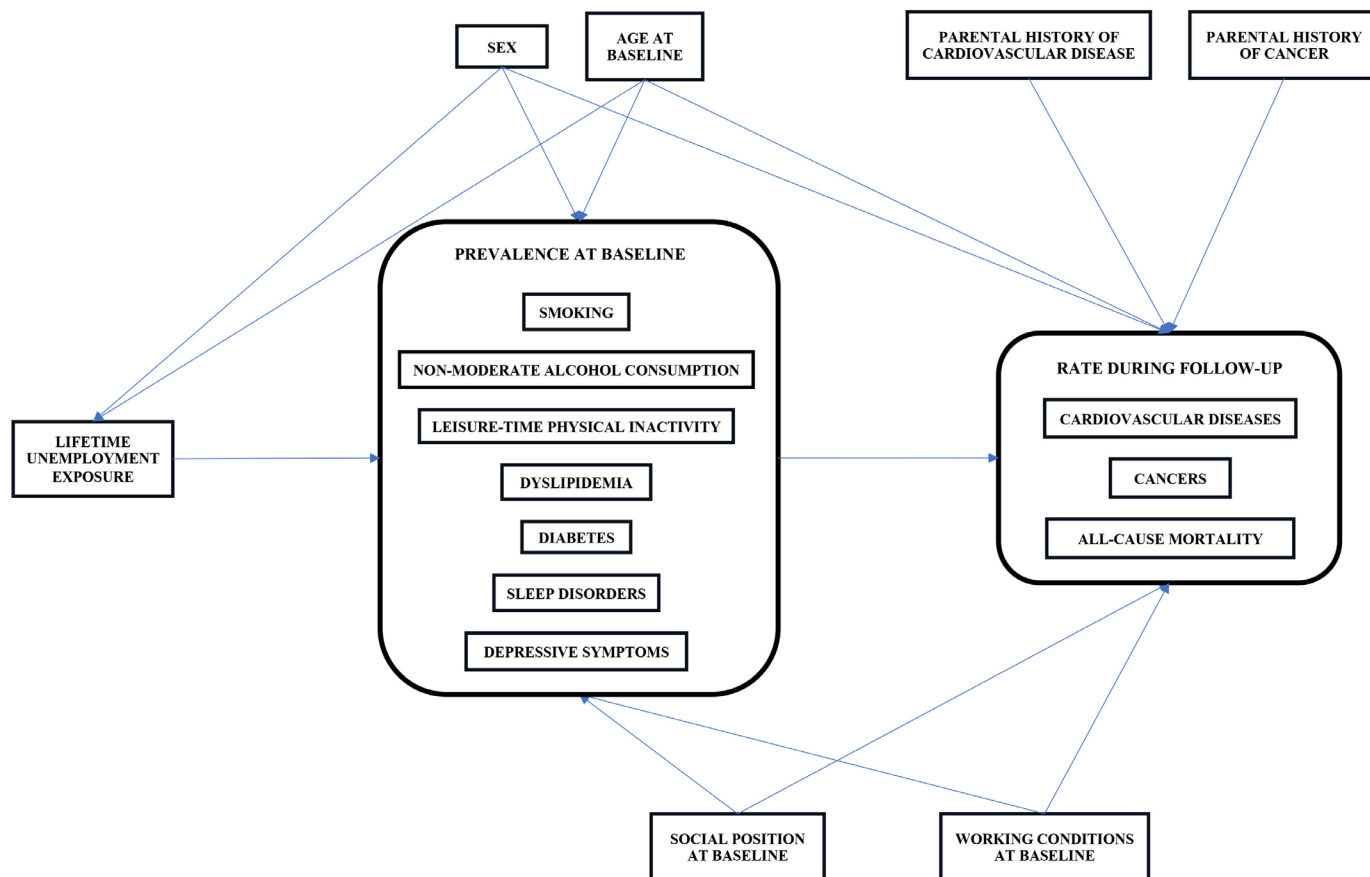 SEX
AGE AT
BASELINE
PARENTAL HISTORY OF
CARDIOVASCULAR DISEASE
PARENTAL HISTORY
OF CANCER
PREVALENCE AT BASELINE
SMOKING
NON-MODERATE ALCOHOL CONSUMPTION
LEISURE-TIME PHYSICAL INACTIVITY
DYSLIPIDEMIA
DIABETES
SLEEP DISORDERS
DEPRESSIVE SYMPTOMS
LIFETIME
UNEMPLOYMENT
EXPOSURE
RATE DURING FOLLOW-UP
CARDIOVASCULAR DISEASES
CANCERS
ALL-CAUSE MORTALITY
SOCIAL POSITION
AT BASELINE
WORKING CONDITIONS
AT BASELINE